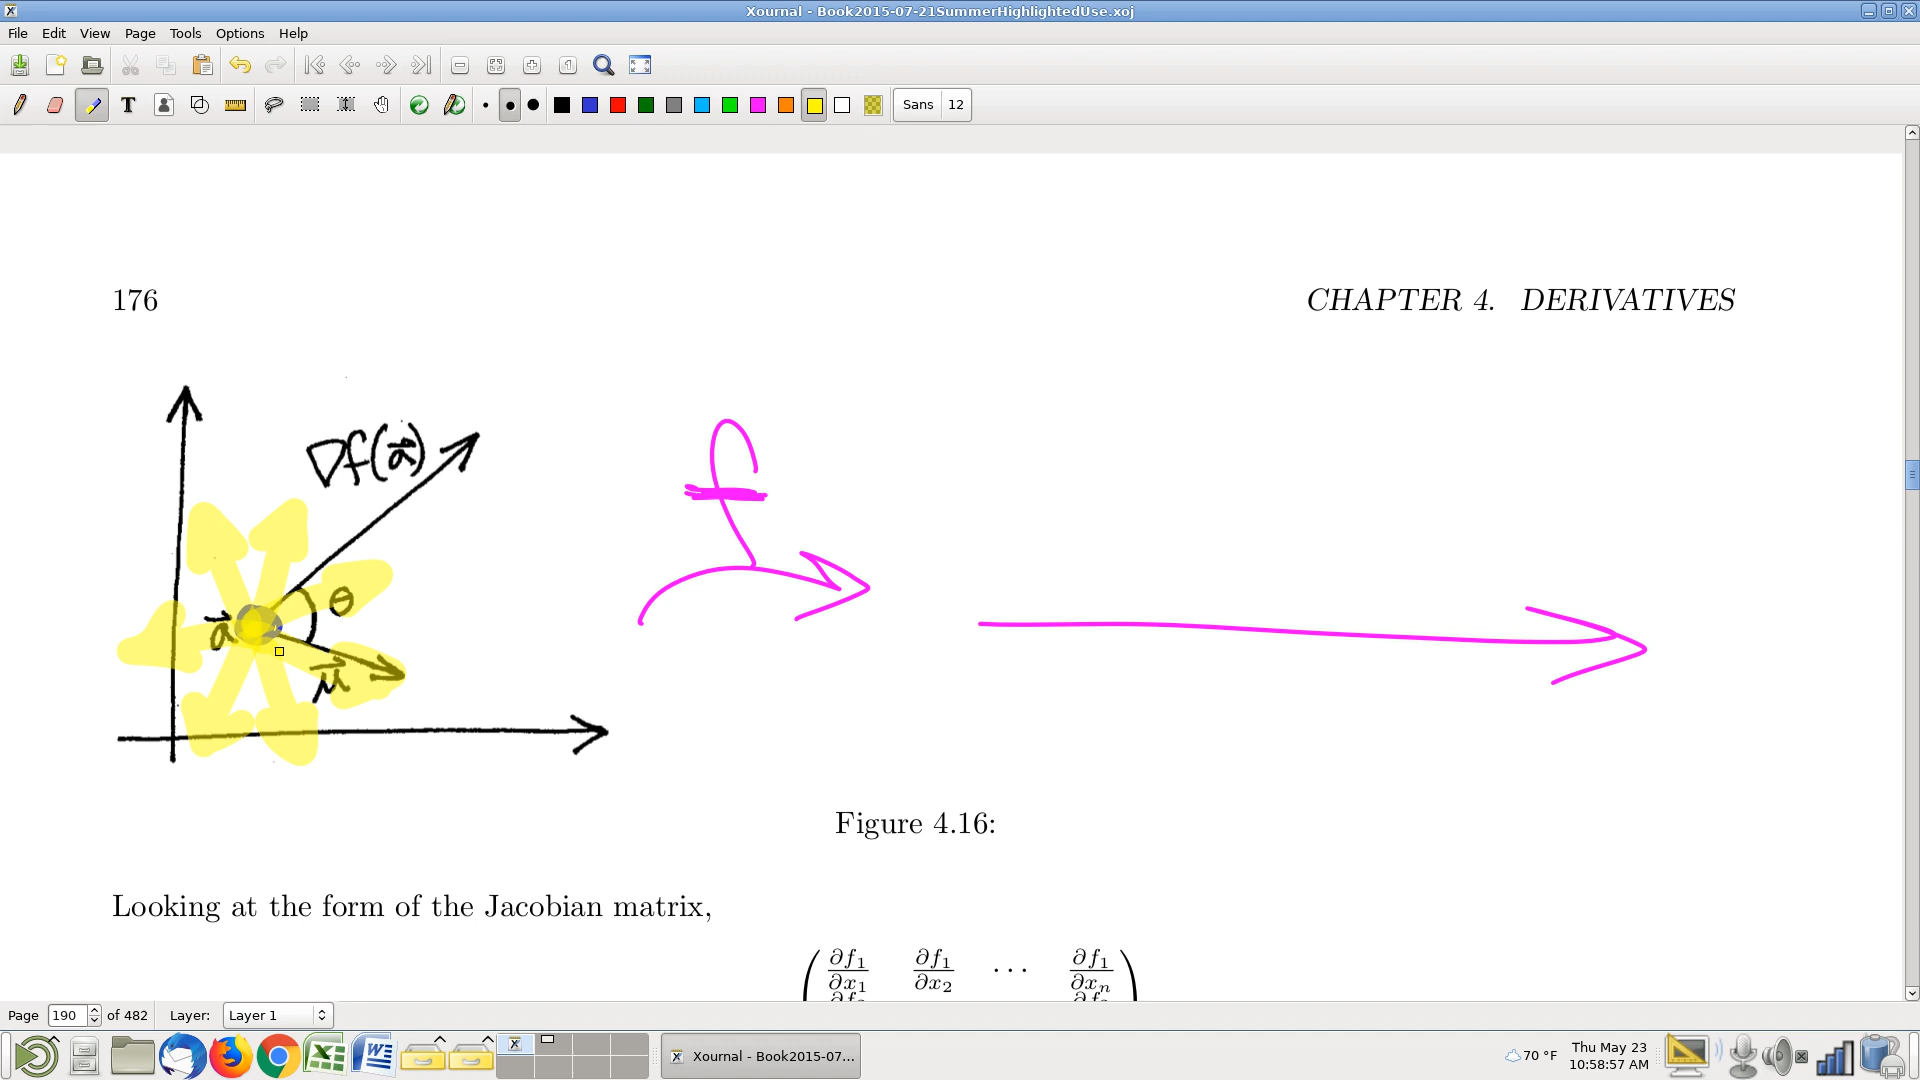 Xournal - Book2015-07-21SummerHighlightedUse.xoj
File Edit View Page Tools Options Help
T Sans 12
176 CHAPTER 4. DERIVATIVES
∇f(a⃗)
f
θ
a⃗
u⃗
Figure 4.16:
Looking at the form of the Jacobian matrix,
∂f₁ ∂f₁ ⋯ ∂f₁
∂x₁ ∂x₂ ∂xₙ
Page 190 of 482 Layer: Layer 1
Xournal - Book2015-07...
70 °F
Thu May 23
10:58:57 AM